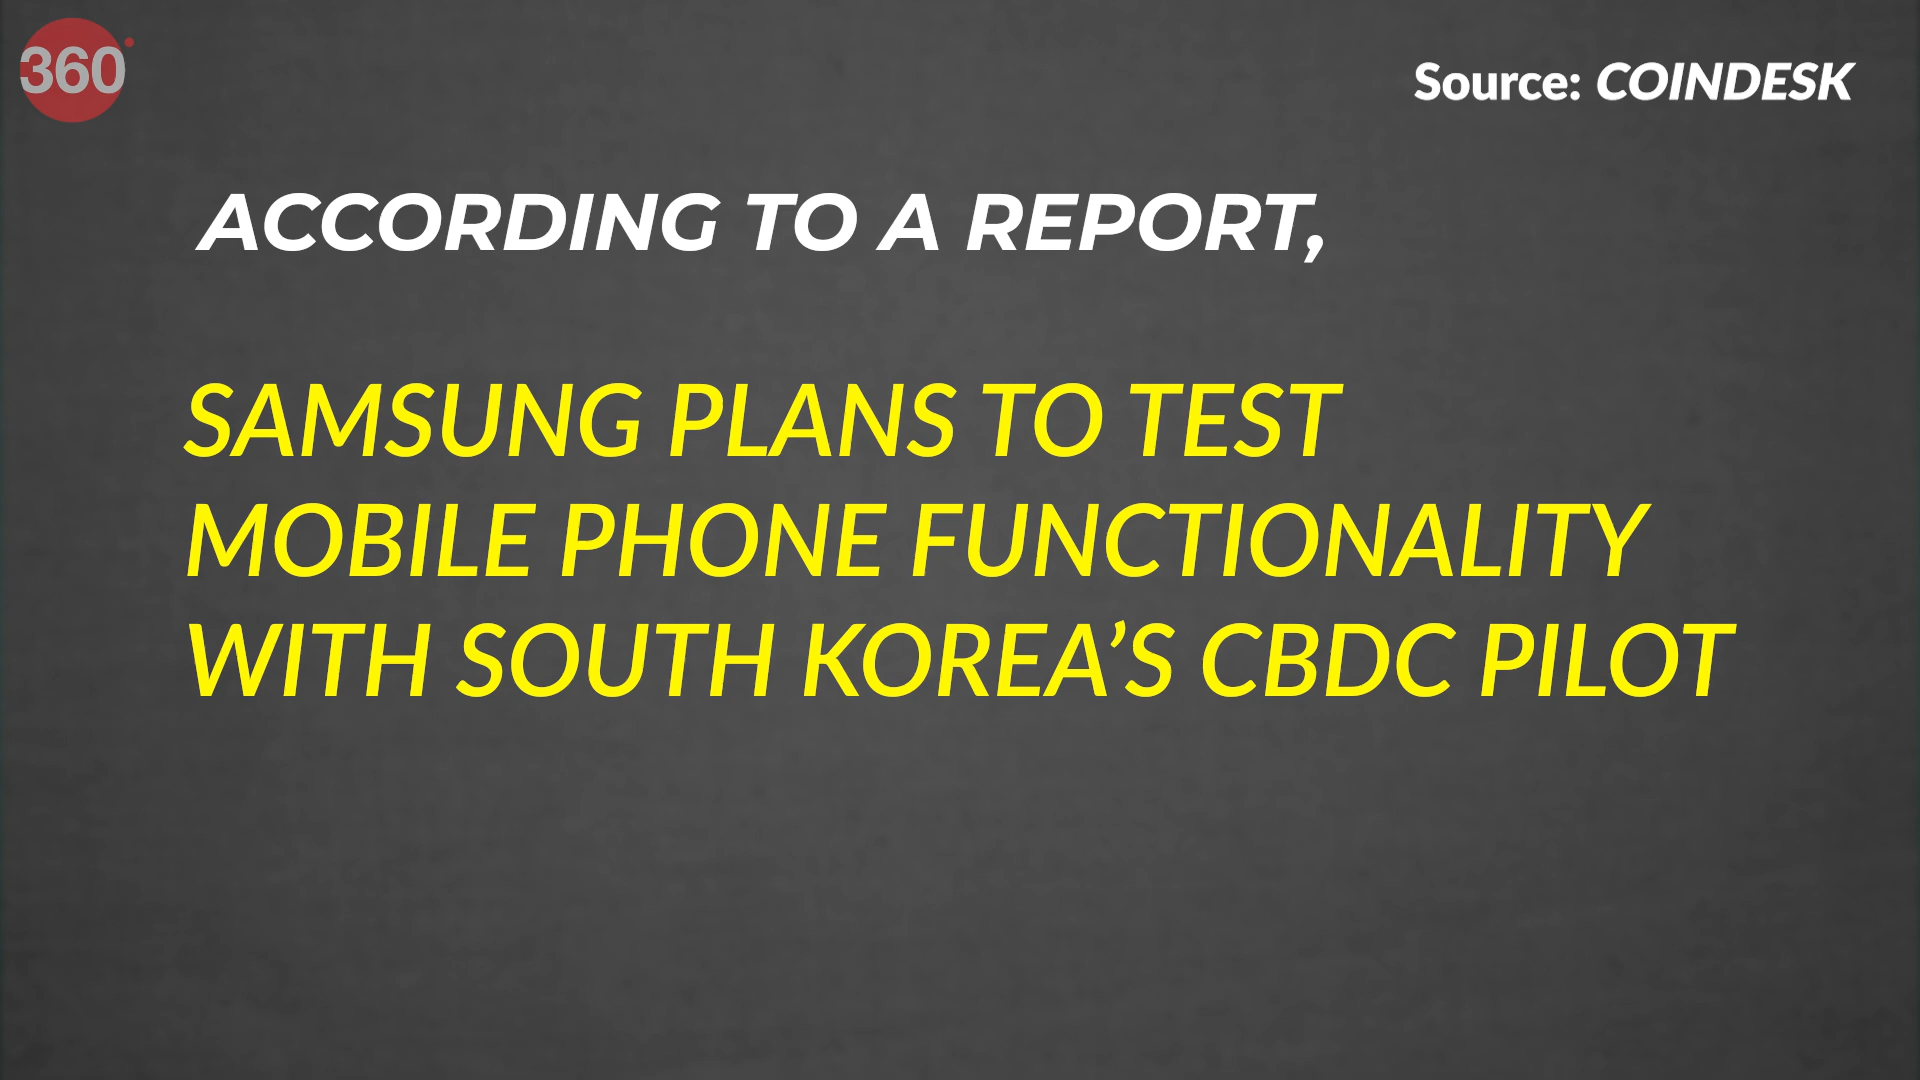 360
Source: COINDESK
ACCORDING TO A REPORT,
SAMSUNG PLANS TO TEST
MOBILE PHONE FUNCTIONALITY
WITH SOUTH KOREA’S CBDC PILOT